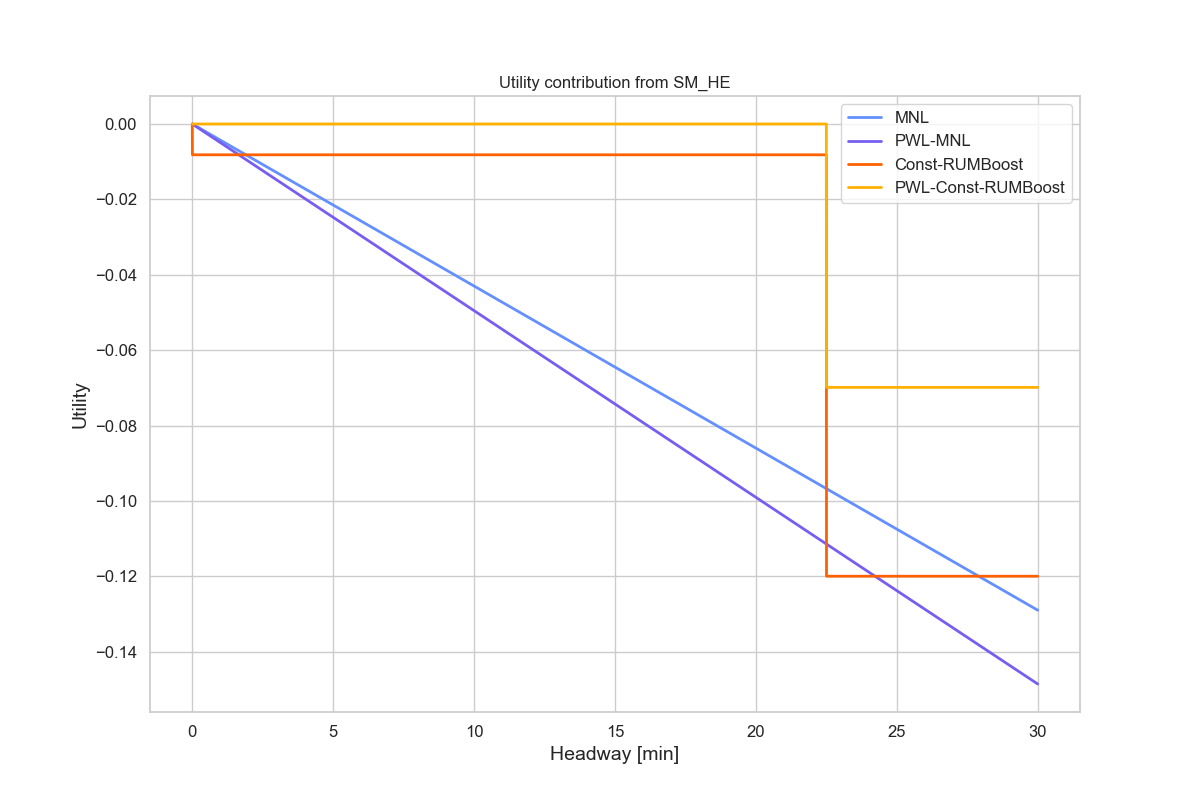 Utility contribution from SM_HE
MNL
PWL-MNL
Const-RUMBoost
PWL-Const-RUMBoost
0.00
−0.02
−0.04
−0.06
−0.08
−0.10
−0.12
−0.14
Utility
0
5
10
15
20
25
30
Headway [min]